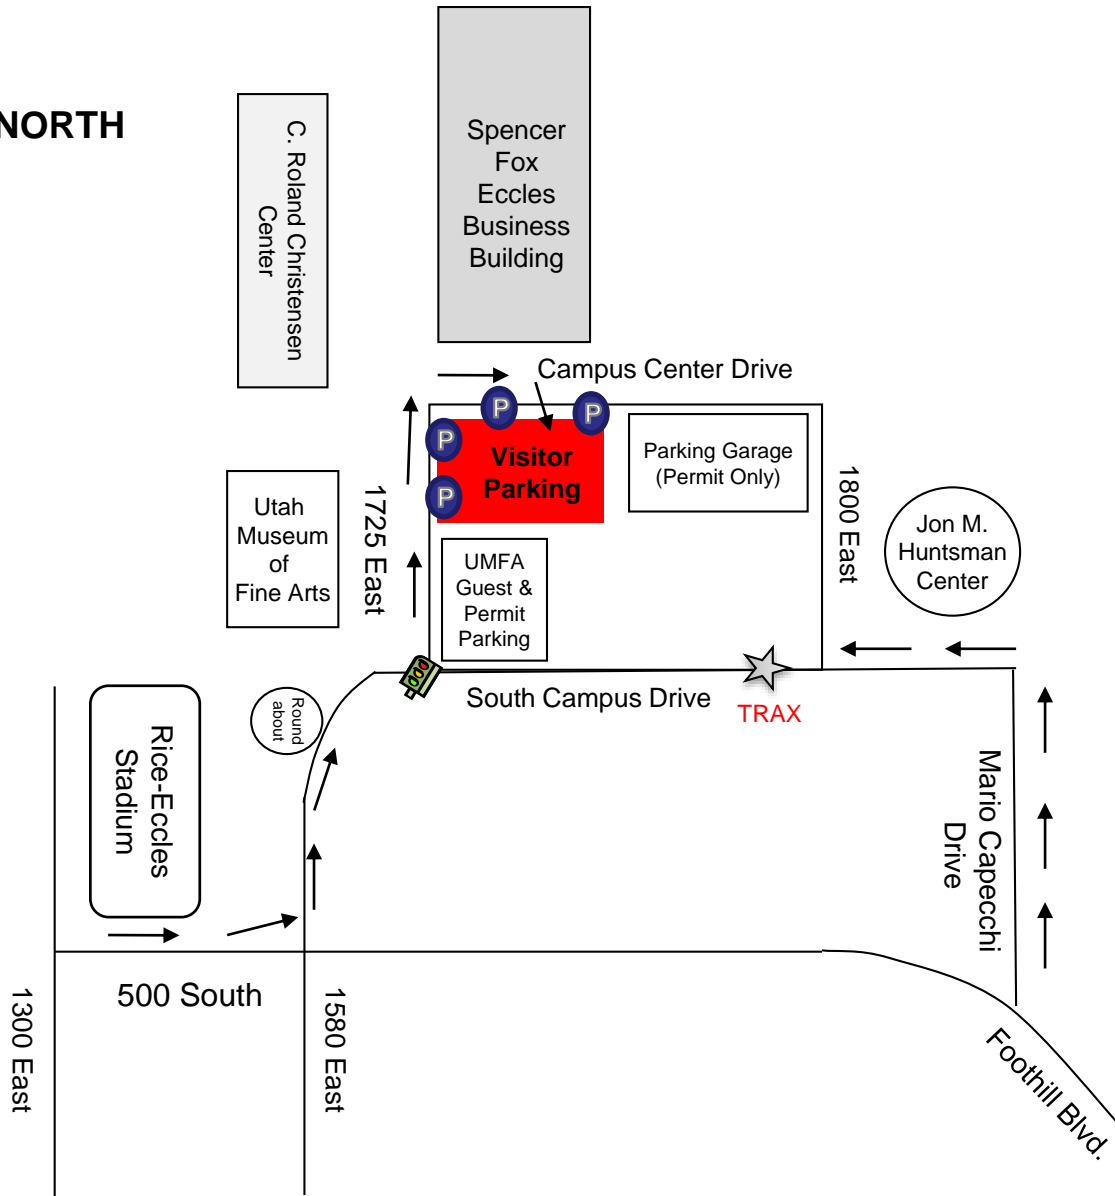 NORTH
C. Roland Christensen
Center
Spencer
Fox
Eccles
Business
Building
Campus Center Drive
P
P
P
P
Visitor
Parking
Parking Garage
(Permit Only)
Utah
Museum
of
Fine Arts
1725 East
UMFA
Guest &
Permit
Parking
1800 East
Jon M.
Huntsman
Center
South Campus Drive
TRAX
Round
about
Rice-Eccles
Stadium
Mario Capecchi
Drive
500 South
1300 East
1580 East
Foothill Blvd.